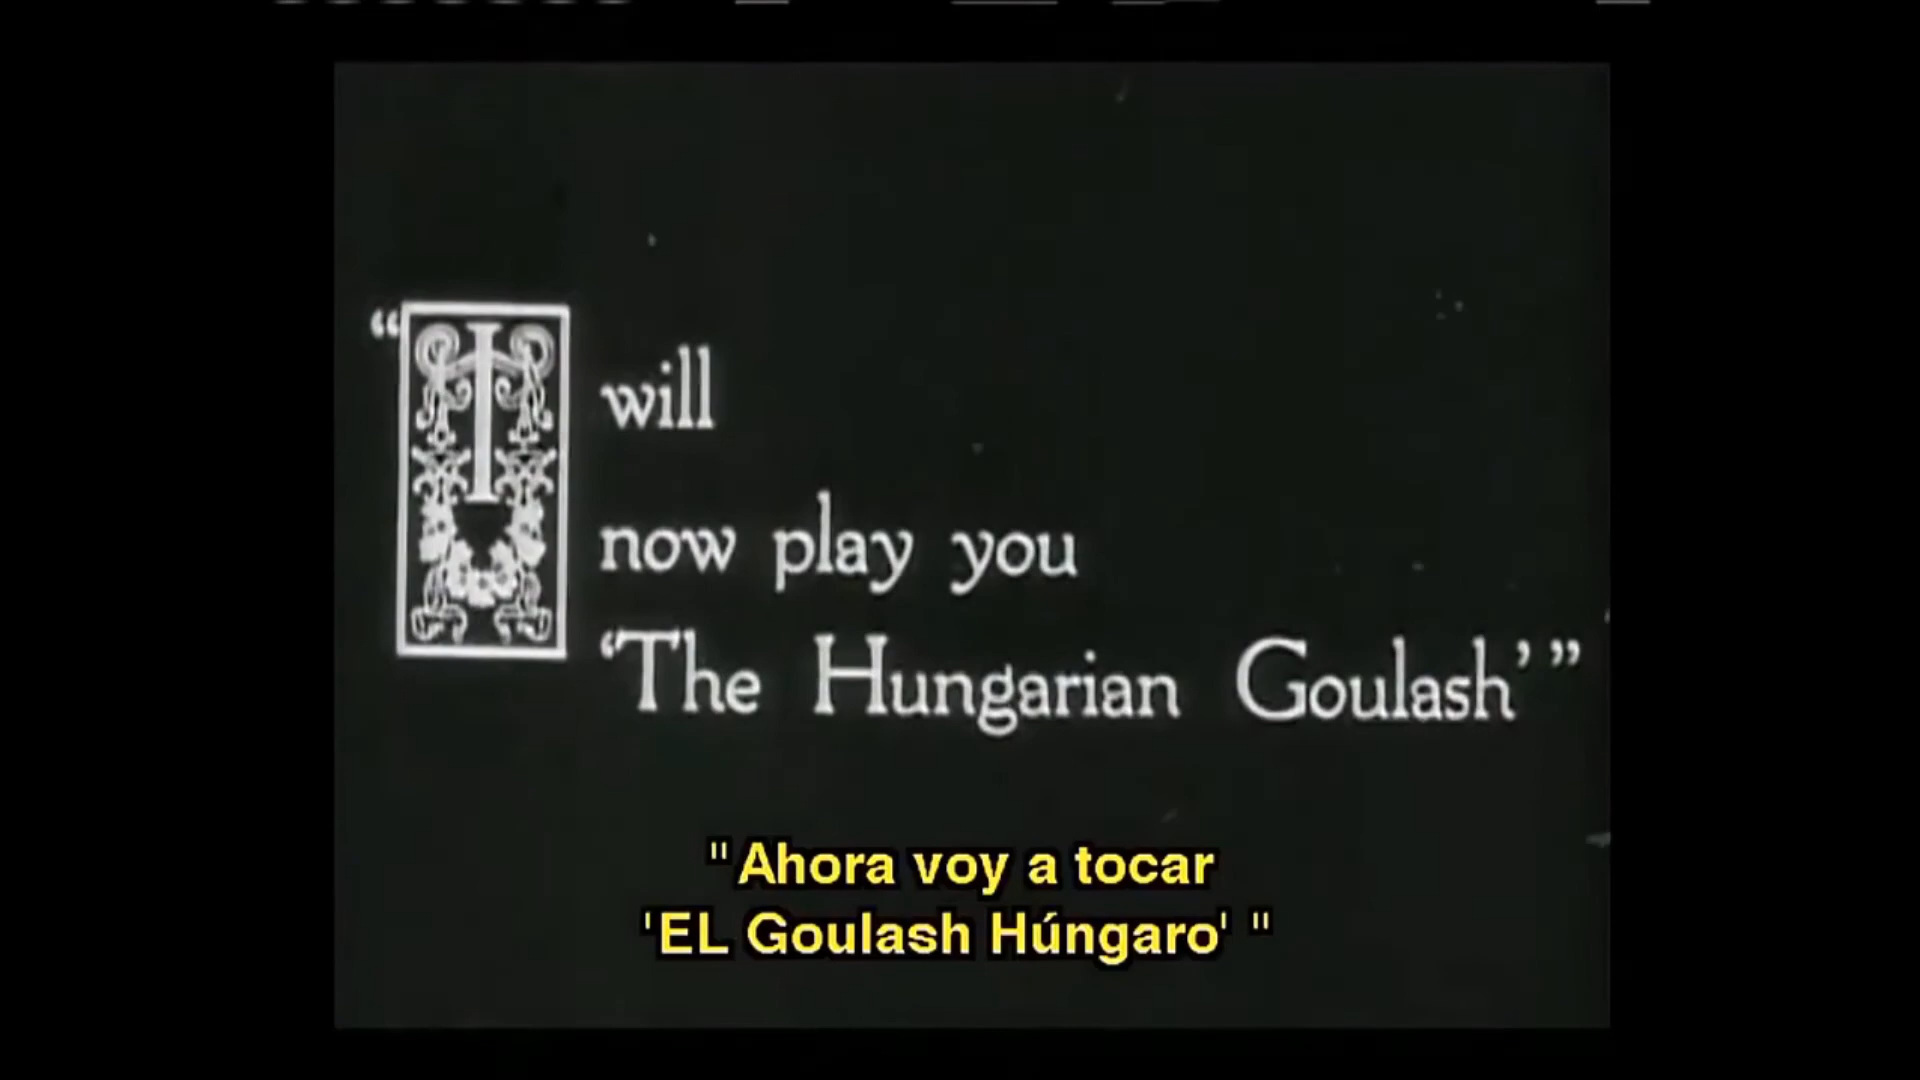 “I will
now play you
‘The Hungarian Goulash’”
"Ahora voy a tocar
'EL Goulash Húngaro' "